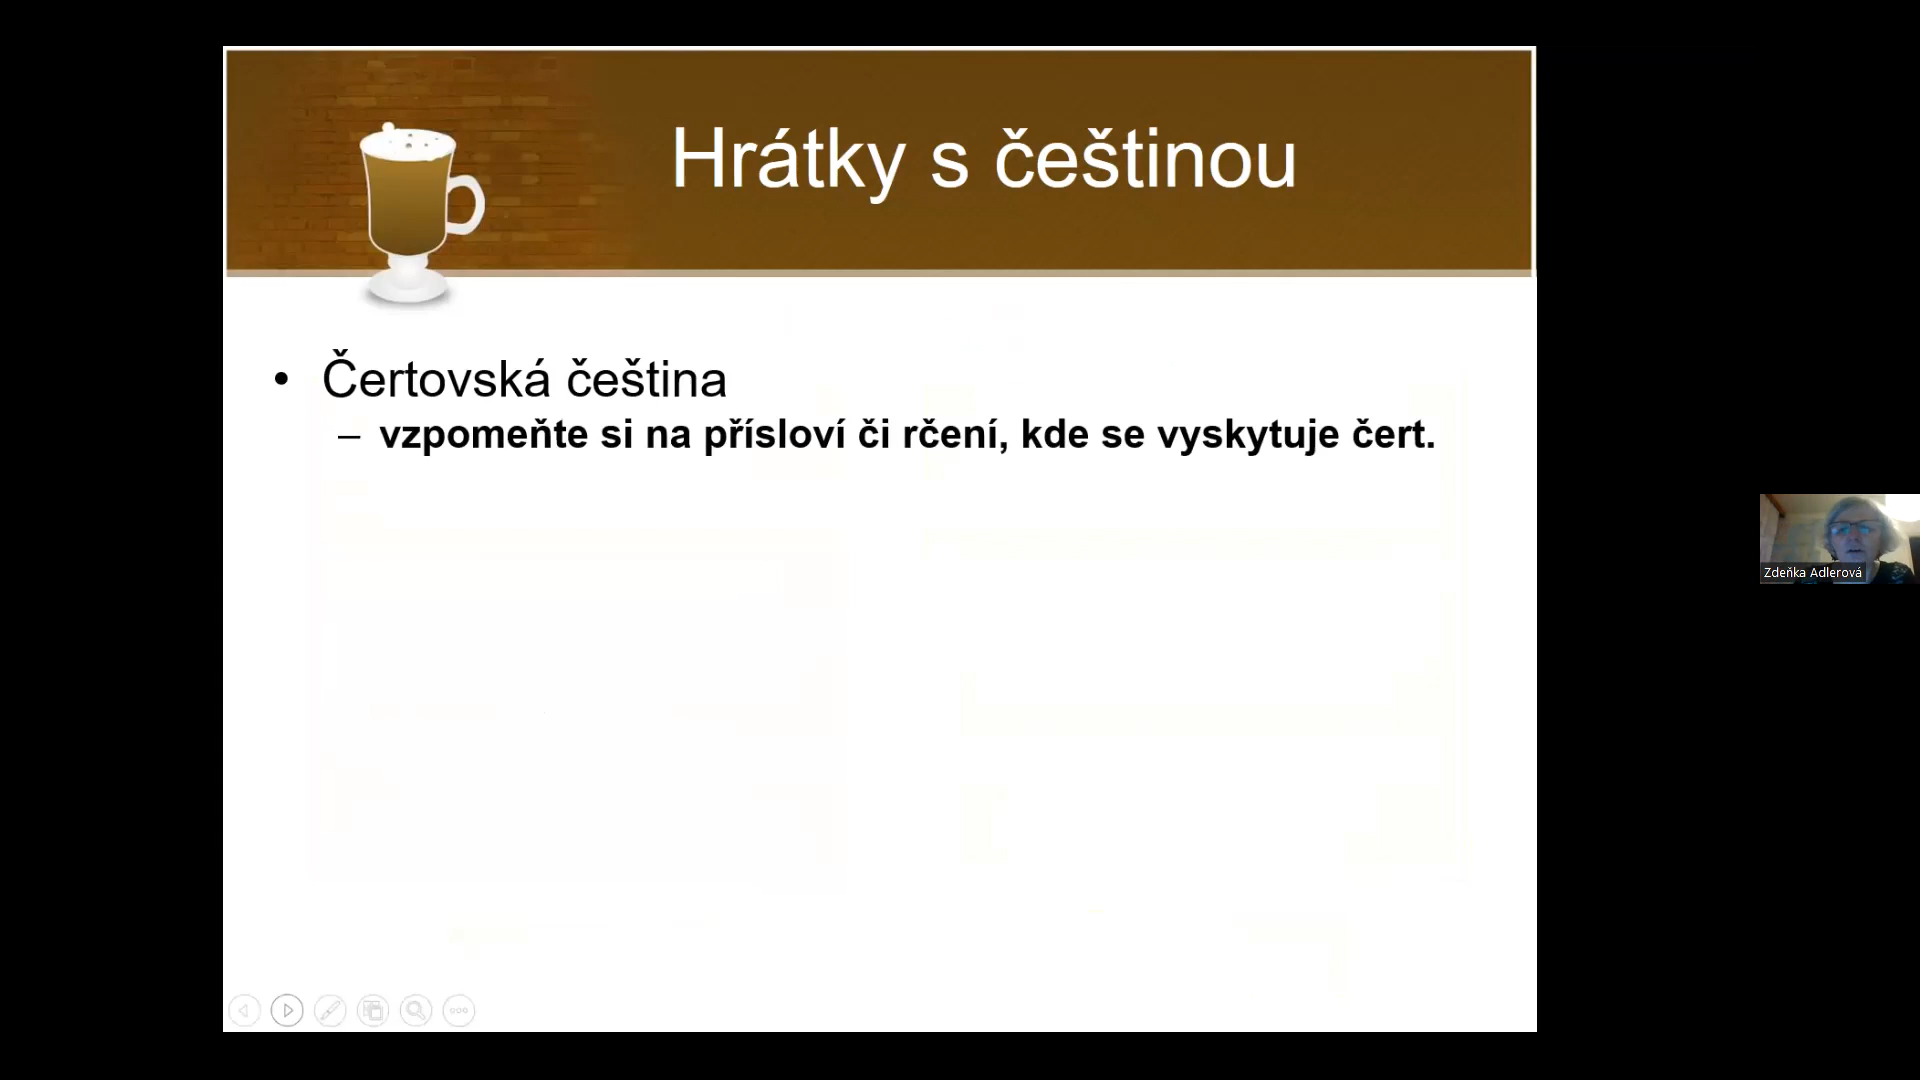 Hrátky s češtinou
• Čertovská čeština
– vzpomeňte si na přísloví či rčení, kde se vyskytuje čert.
Zdeňka Adlerová